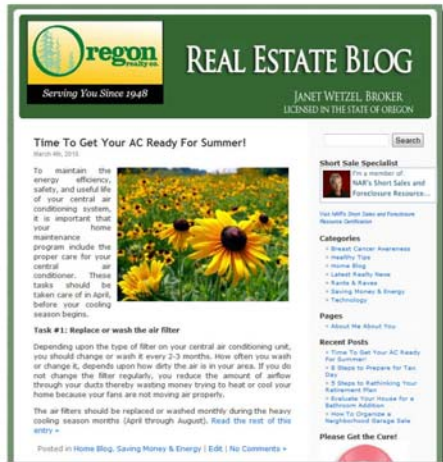 Oregon
realty co.
Serving You Since 1948
REAL ESTATE BLOG
JANET WETZEL, BROKER
LICENSED IN THE STATE OF OREGON
Time To Get Your AC Ready For Summer!
March 4th, 2010
To maintain the
energy efficiency,
safety, and useful life
of your central air
conditioning system,
it is important that
your home
maintenance
program include the
proper care for your
central air
conditioner. These
tasks should be
taken care of in April,
before your cooling
season begins.
Task #1: Replace or wash the air filter
Depending upon the type of filter on your central air conditioning unit,
you should change or wash it every 2-3 months. How often you wash
or change it, depends upon how dirty the air is in your area. If you do
not change the filter regularly, you reduce the amount of airflow
through your ducts thereby wasting money trying to heat or cool your
home because your fans are not moving air properly.
The air filters should be replaced or washed monthly during the heavy
cooling season months (April through August). Read the rest of this
entry »
Posted in Home Blog, Saving Money & Energy | Edit | No Comments »
Search
Short Sale Specialist
I'm a member of
NAR's Short Sales and
Foreclosure Resource...
Visit NAR's Short Sales and Foreclosure
Resource Certification
Categories
» Breast Cancer Awareness
» Healthy Tips
» Home Blog
» Latest Realty News
» Rants & Raves
» Saving Money & Energy
» Technology
Pages
» About Me About You
Recent Posts
» Time To Get Your AC Ready
For Summer!
» 8 Steps to Prepare for Tax
Day
» 5 Steps to Rethinking Your
Retirement Plan
» Evaluate Your House for a
Bathroom Addition
» How To Organize a
Neighborhood Garage Sale
Please Get the Cure!